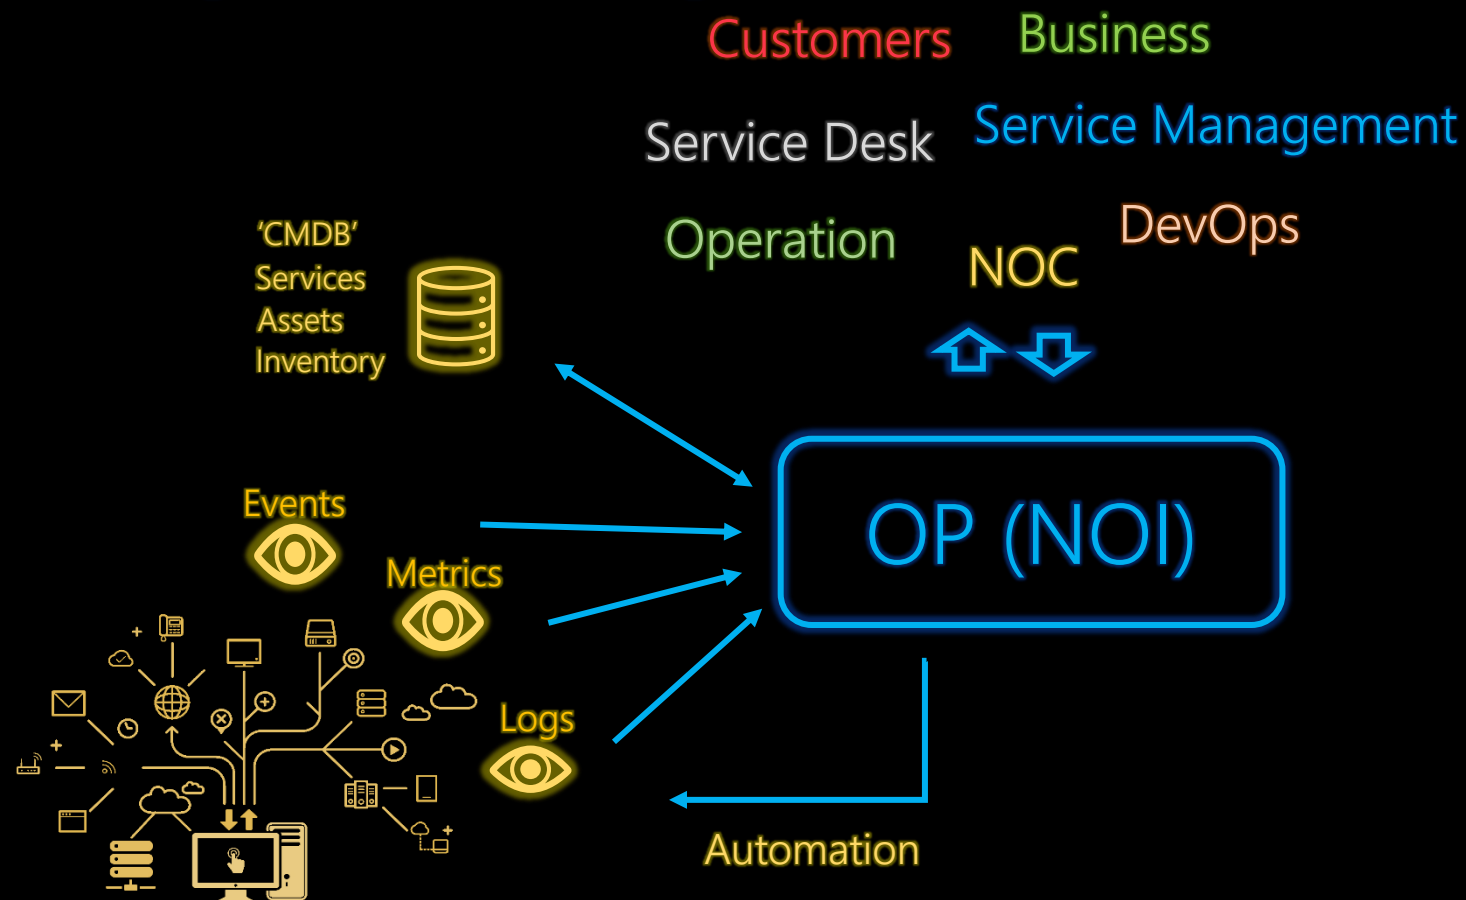 Customers
Business
Service Desk
Service Management
Operation
NOC
DevOps
‘CMDB’
Services
Assets
Inventory
Events
Metrics
Logs
OP (NOI)
Automation